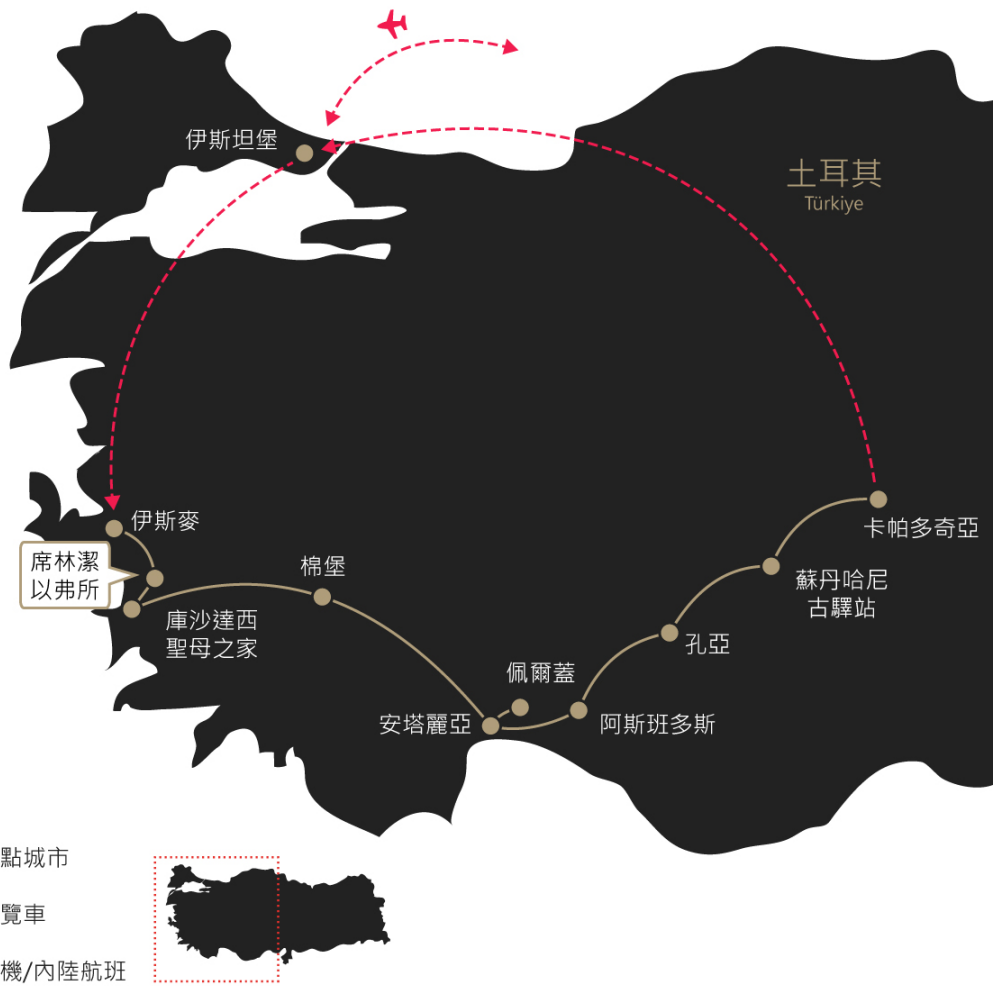 伊斯坦堡
土耳其
Türkiye
伊斯麥
席林潔
以弗所
棉堡
庫沙達西
聖母之家
卡帕多奇亞
蘇丹哈尼
古驛站
孔亞
佩爾蓋
安塔麗亞
阿斯班多斯
點城市
覽車
機/內陸航班